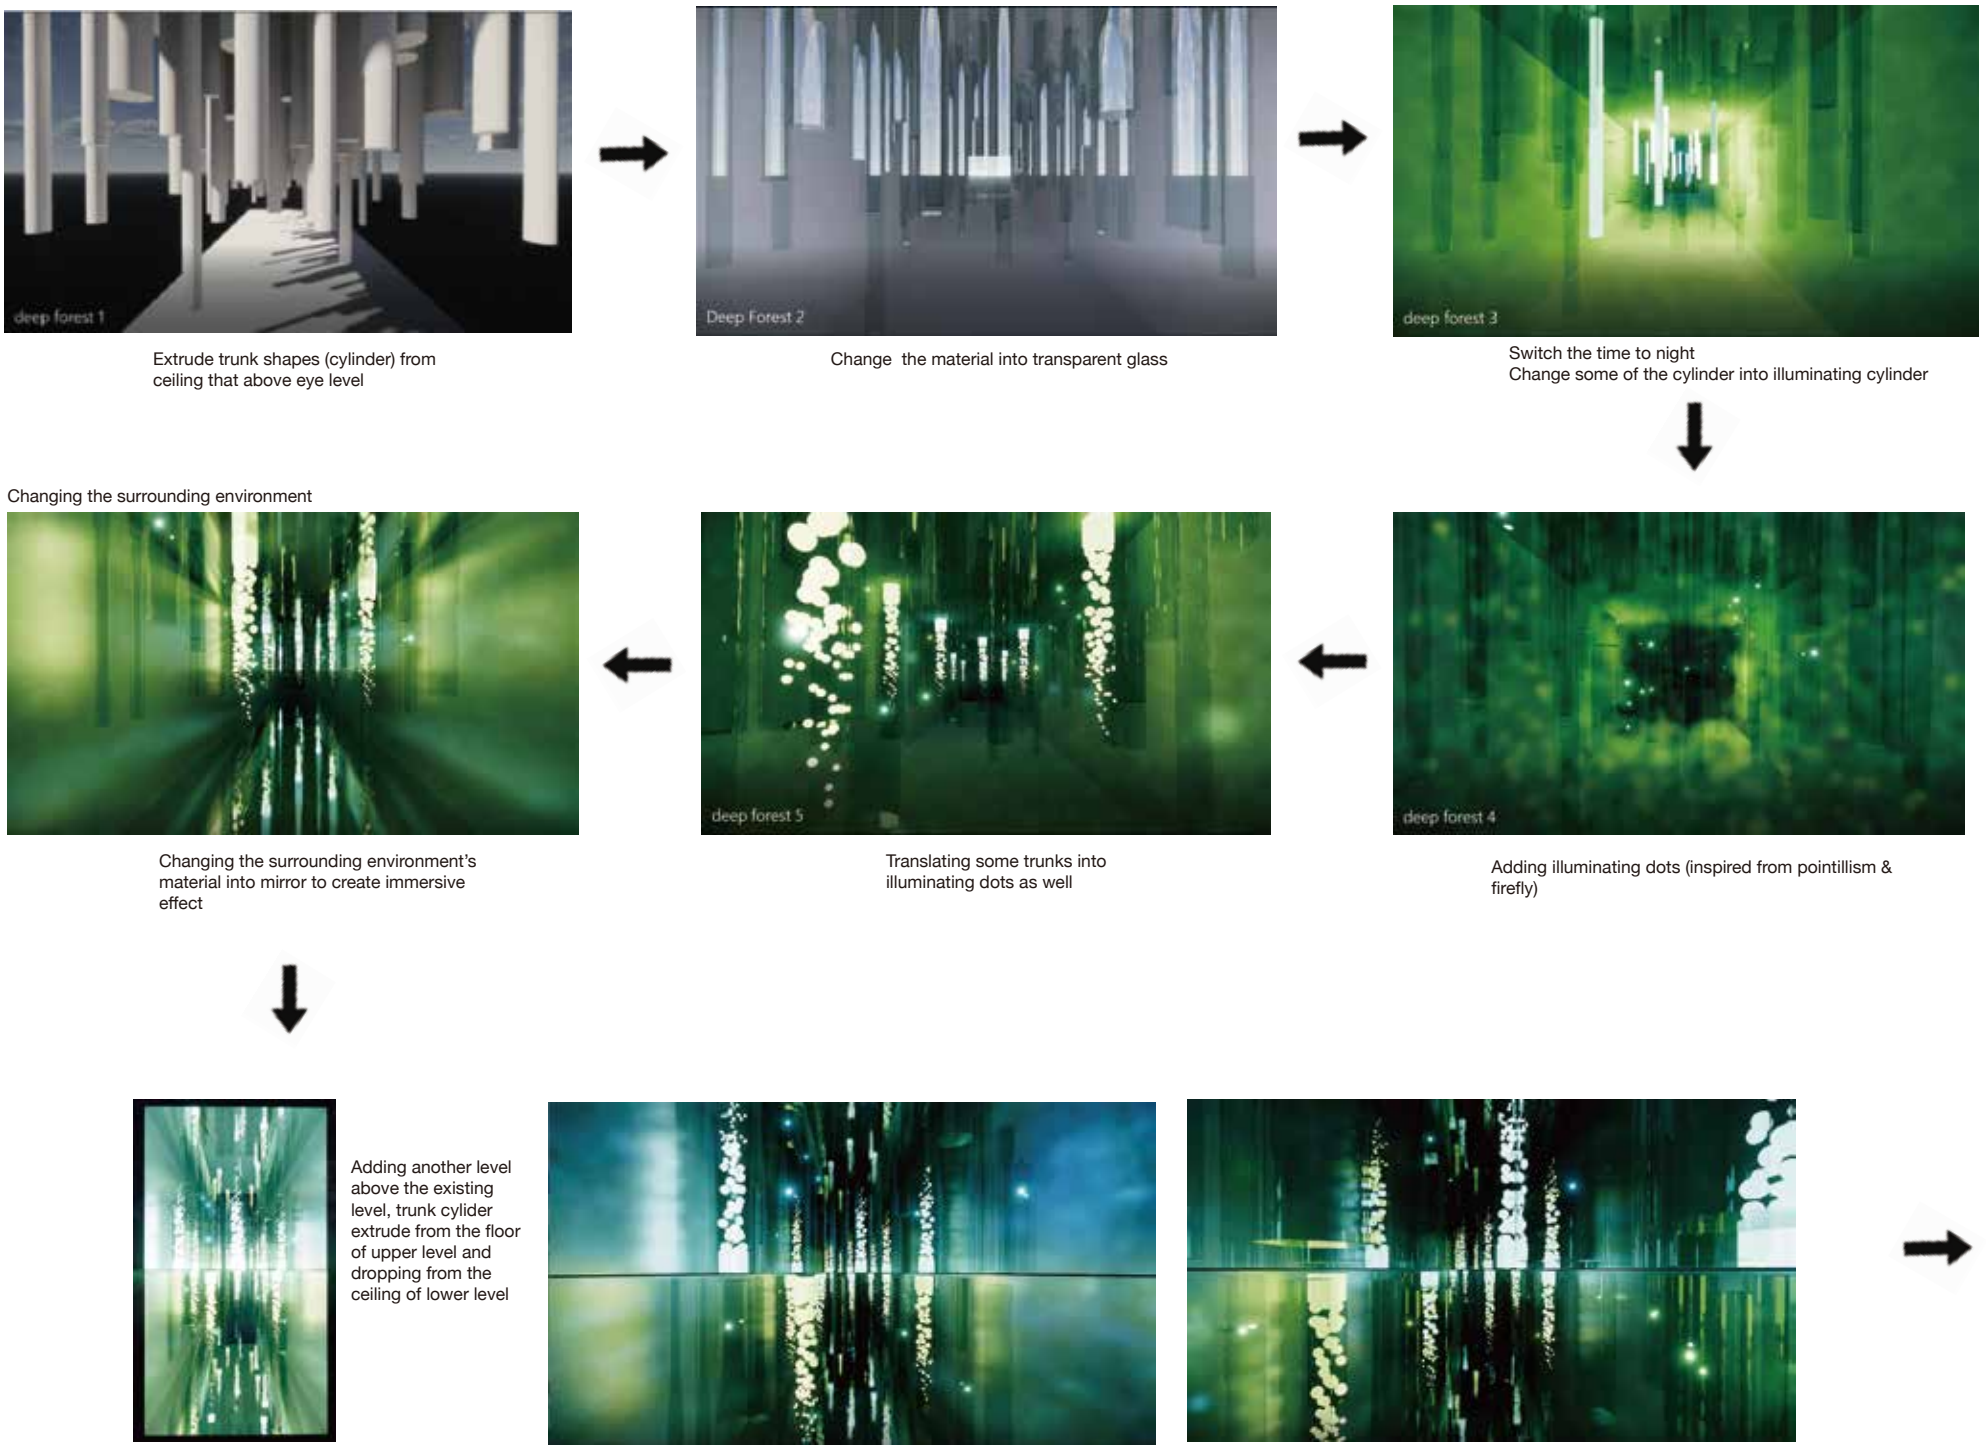 deep forest 1
Deep Forest 2
deep forest 3
Extrude trunk shapes (cylinder) from
ceiling that above eye level
Change the material into transparent glass
Switch the time to night
Change some of the cylinder into illuminating cylinder
Changing the surrounding environment
deep forest 5
deep forest 4
Changing the surrounding environment’s
material into mirror to create immersive
effect
Translating some trunks into
illuminating dots as well
Adding illuminating dots (inspired from pointillism &
firefly)
Adding another level
above the existing
level, trunk cylider
extrude from the floor
of upper level and
dropping from the
ceiling of lower level